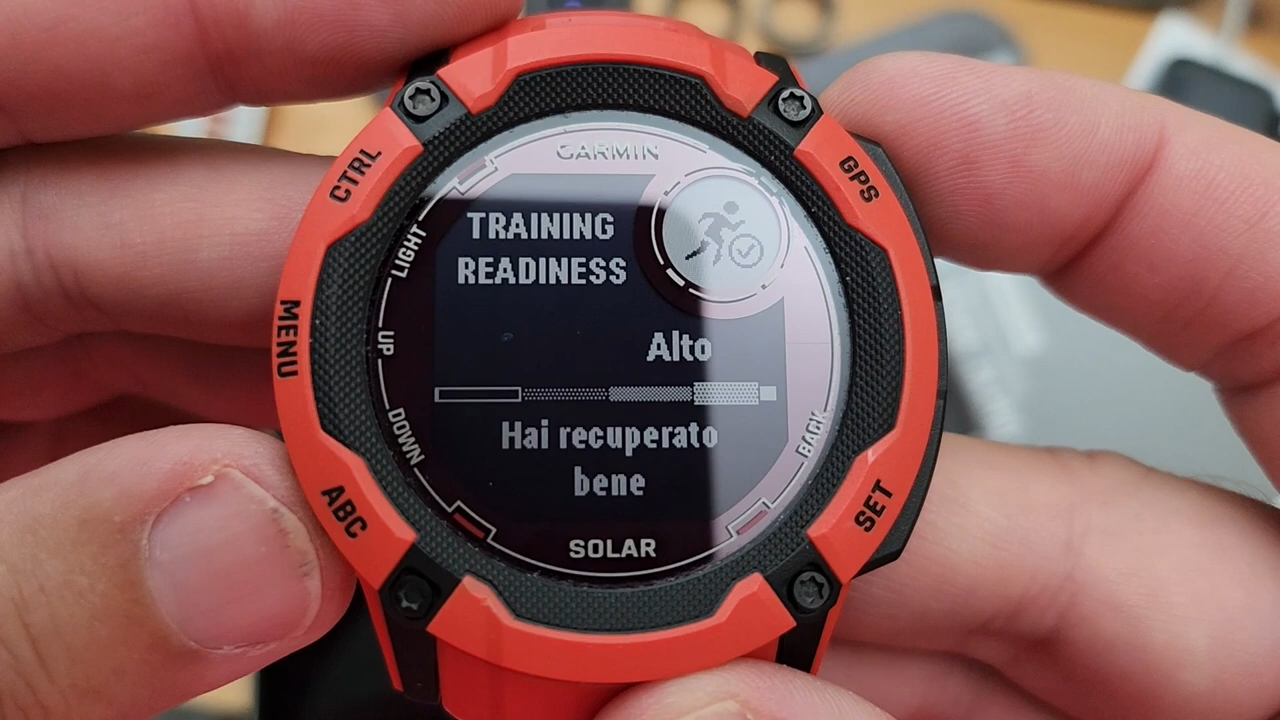 GARMIN
CTRL
GPS
LIGHT
TRAINING
READINESS
MENU
UP
Alto
DOWN
Hai recuperato
bene
BACK
ABC
SET
SOLAR